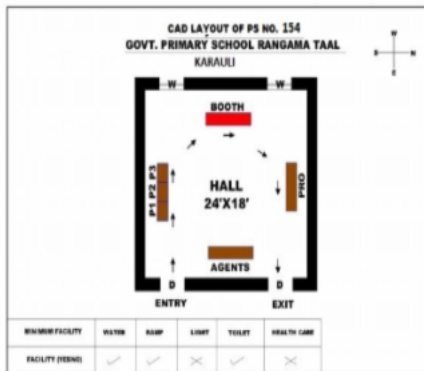 CAD LAYOUT OF PS NO. 154
GOVT. PRIMARY SCHOOL RANGAMA TAAL
KARAULI
W
S N
E
W W
BOOTH
P1 P2 P3
HALL
24'X18'
PRO
AGENTS
D D
ENTRY EXIT
MINIMUM FACILITY WATER RAMP LIGHT TOILET HEALTH CARE
FACILITY (YES/NO) ✓ ✓ ✕ ✓ ✕